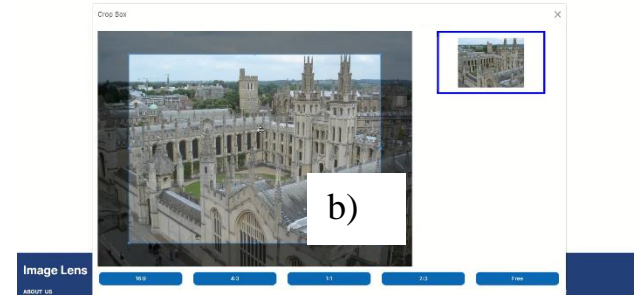 Crop Box
b)
16:9
4:3
1:1
2:3
Free
Image Lens
ABOUT US